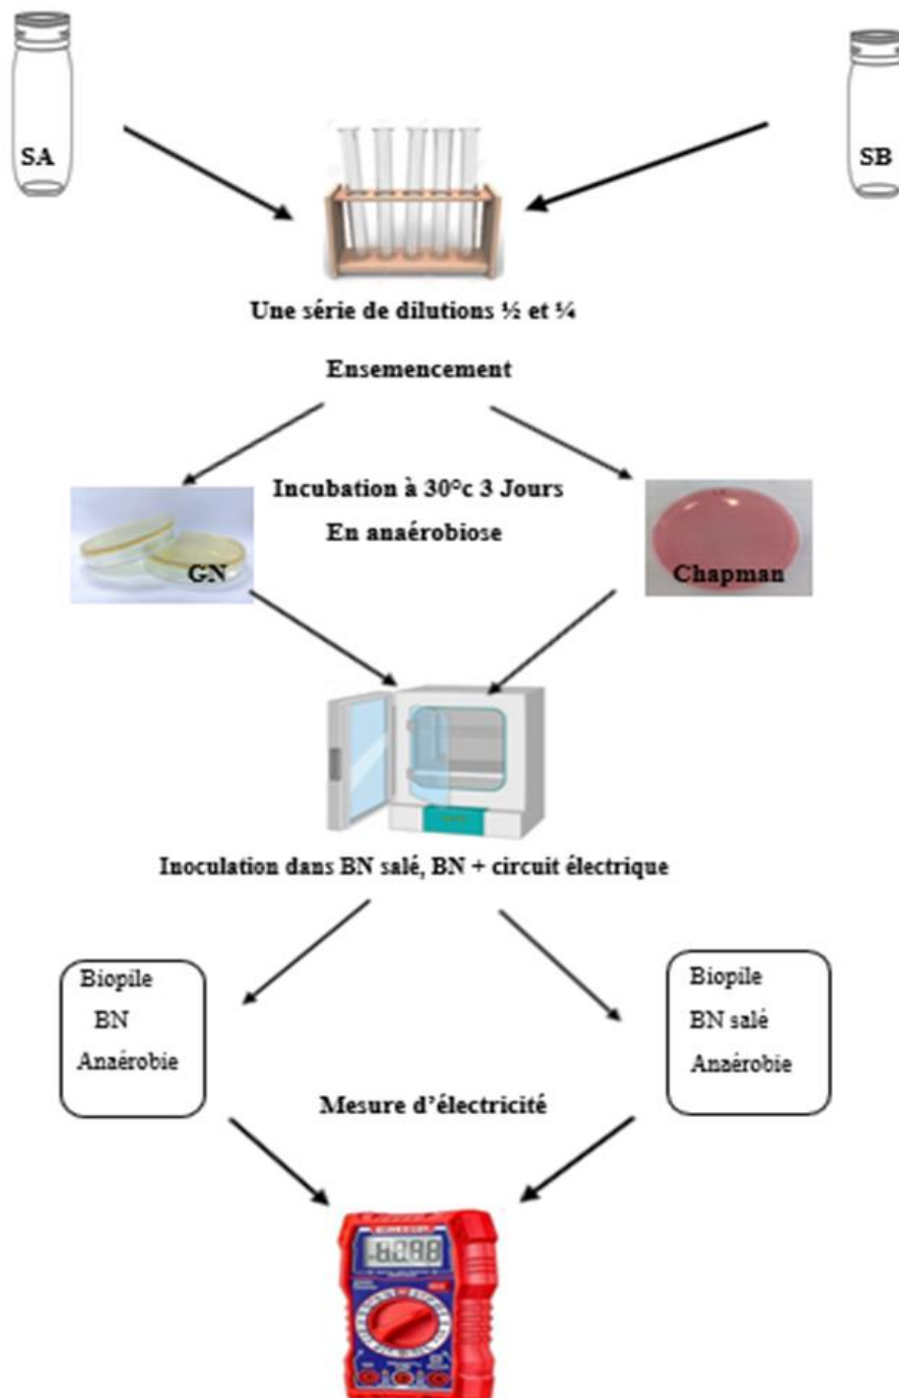 SA
SB
Une série de dilutions ½ et ¼
Ensemencement
Incubation à 30°c 3 Jours
En anaérobiose
GN
Chapman
Inoculation dans BN salé, BN + circuit électrique
Biopile
BN
Anaérobie
Biopile
BN salé
Anaérobie
Mesure d’électricité